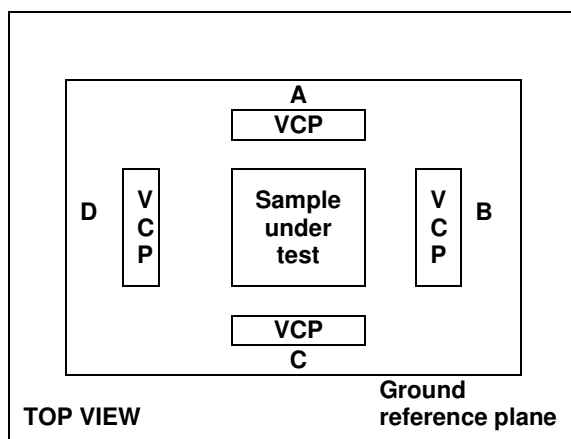 A
VCP
D
V
C
P
Sample
under
test
V
C
P
B
VCP
C
Ground
reference plane
TOP VIEW